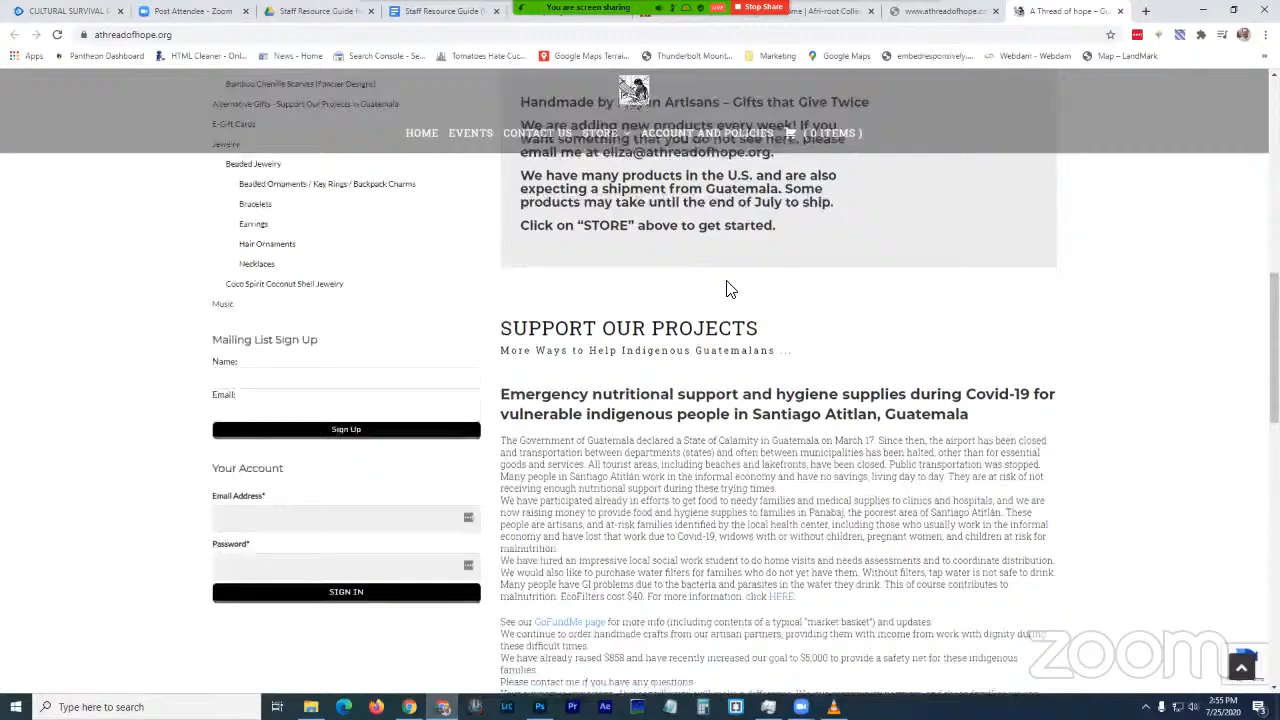 CULTURAL SURVIVAL
Post Attendee - Zoom
Staff Resource Guide
Staff Resource Guide
You are screen sharing
LIVE
Stop Share
Home | Afri-root Collec
www.athreadofhope.
A Thread of hope – Gu
athreadofhope.org
Apps
Pantheon Dashboard
HTML Cleaner - Onl...
News - Home
Search Console - Se...
Tomatoes Hate Cuc...
Google Maps Terrai...
Thunderbolt Mount...
Marketing
Google Maps
embedresponsively....
Webdam - Webdam
Map – LandMark
HOME
EVENTS
CONTACT US
STORE
ACCOUNT AND POLICIES
( 0 ITEMS )
Bamboo Chenille Scarves (Fancier Designs)
Alternative Gifts - Support Our Projects in Guatemala
E-Gift Cards
Jewelry
Beaded Jewelry
Beaded Ornaments / Key Rings / Backpack Charms
Bracelets
Earrings
Hair Ornaments
Necklaces
Coco Spirit Coconut Shell Jewelry
Music
Mailing List Sign Up
Name:
Email:
Sign Up
Your Account
Email Address*
Password*
SIGN IN
Handmade by Artisans – Gifts that Give Twice
We are adding new products every week! If you
want something that you do not see here, please
email me at eliza@athreadofhope.org.
We have many products in the U.S. and are also
expecting a shipment from Guatemala. Some
products may take until the end of July to ship.
Click on “STORE” above to get started.
SUPPORT OUR PROJECTS
More Ways to Help Indigenous Guatemalans ...
Emergency nutritional support and hygiene supplies during Covid-19 for
vulnerable indigenous people in Santiago Atitlan, Guatemala
The Government of Guatemala declared a State of Calamity in Guatemala on March 17. Since then, the airport has been closed
and transportation between departments (states) and often between municipalities has been halted, other than for essential
goods and services. All tourist areas, including beaches and lakefronts, have been closed. Public transportation was stopped.
Many people in Santiago Atitlán work in the informal economy and have no savings, living day to day. They are at risk of not
receiving enough nutritional support during these trying times.
We have participated already in efforts to get food to needy families and medical supplies to clinics and hospitals, and we are
now raising money to provide food and hygiene supplies to families in Panabaj, the poorest area of Santiago Atitlán. These
people are artisans, and at-risk families identified by the local health center, including those who usually work in the informal
economy and have lost that work due to Covid-19, widows with or without children, pregnant women, and children at risk for
malnutrition.
We have hired an impressive local social work student to do home visits and needs assessments and to coordinate distribution.
We would also like to purchase water filters for families who do not yet have them. Without filters, tap water is not safe to drink.
Many people have GI problems due to the bacteria and parasites in the water they drink. This of course contributes to
malnutrition. EcoFilters cost $40. For more information, click HERE.
See our GoFundMe page for more info (including contents of a typical “market basket”) and updates.
We continue to order handmade crafts from our artisan partners, providing them with income from work with dignity during
these difficult times.
We have already raised $858 and have recently increased our goal to $5,000 to provide a safety net for these indigenous
families.
Please contact me if you have any questions.
zoom
Type here to search
Lrc
Ps
Pr
Ae
2:55 PM
7/25/2020
3